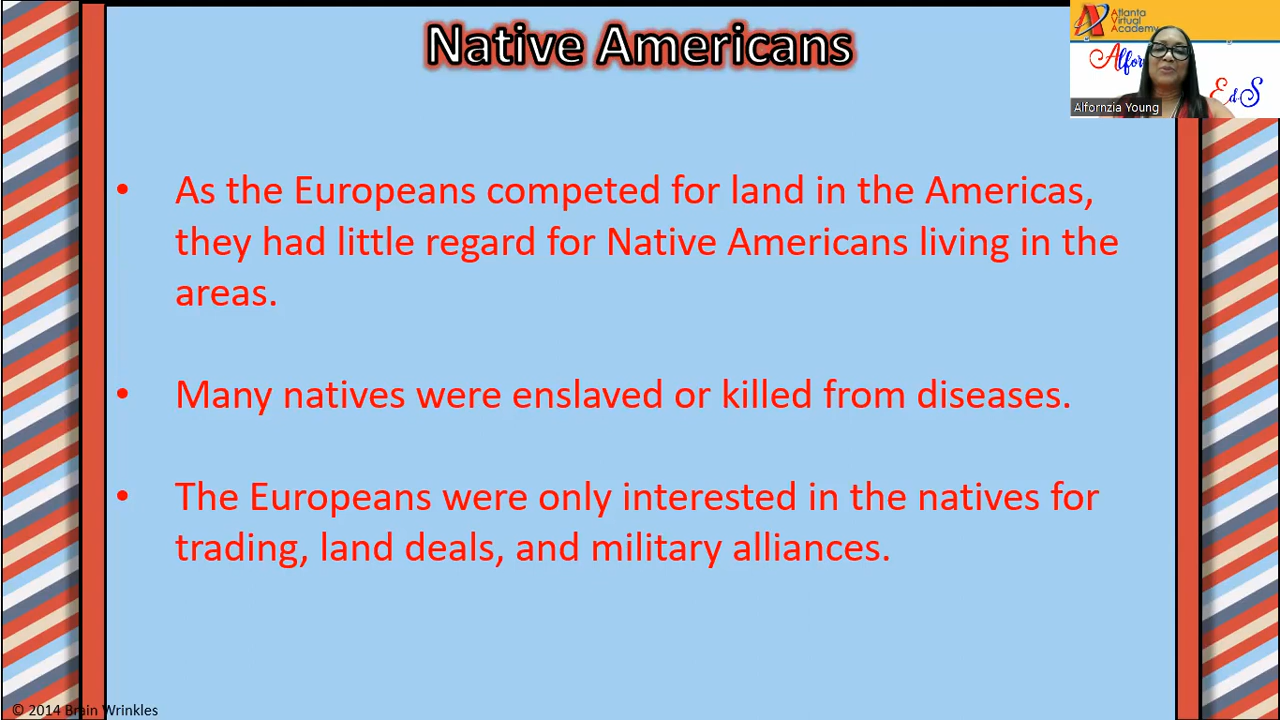 Native Americans
Atlanta
Virtual
Academy
Alfor
EdS
Alfornzia Young
• As the Europeans competed for land in the Americas,
they had little regard for Native Americans living in the
areas.
• Many natives were enslaved or killed from diseases.
• The Europeans were only interested in the natives for
trading, land deals, and military alliances.
© 2014 Brain Wrinkles